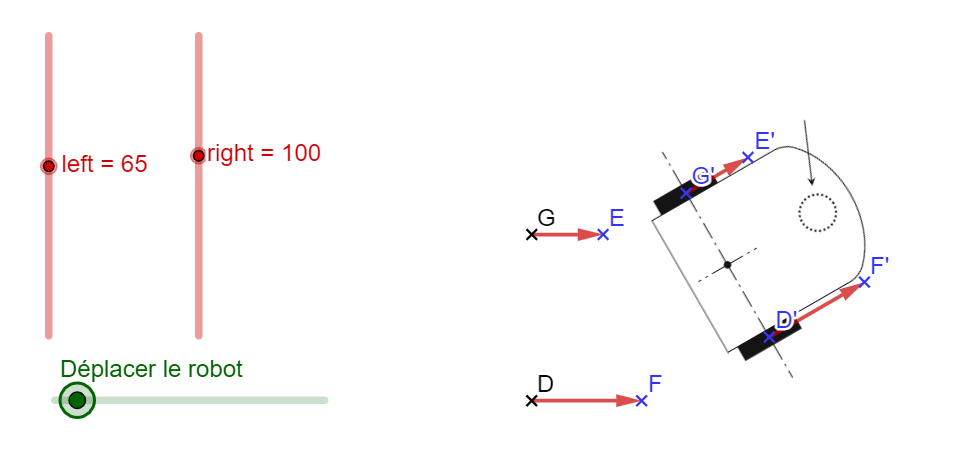 left = 65
right = 100
Déplacer le robot
G
E
D
F
G'
E'
D'
F'